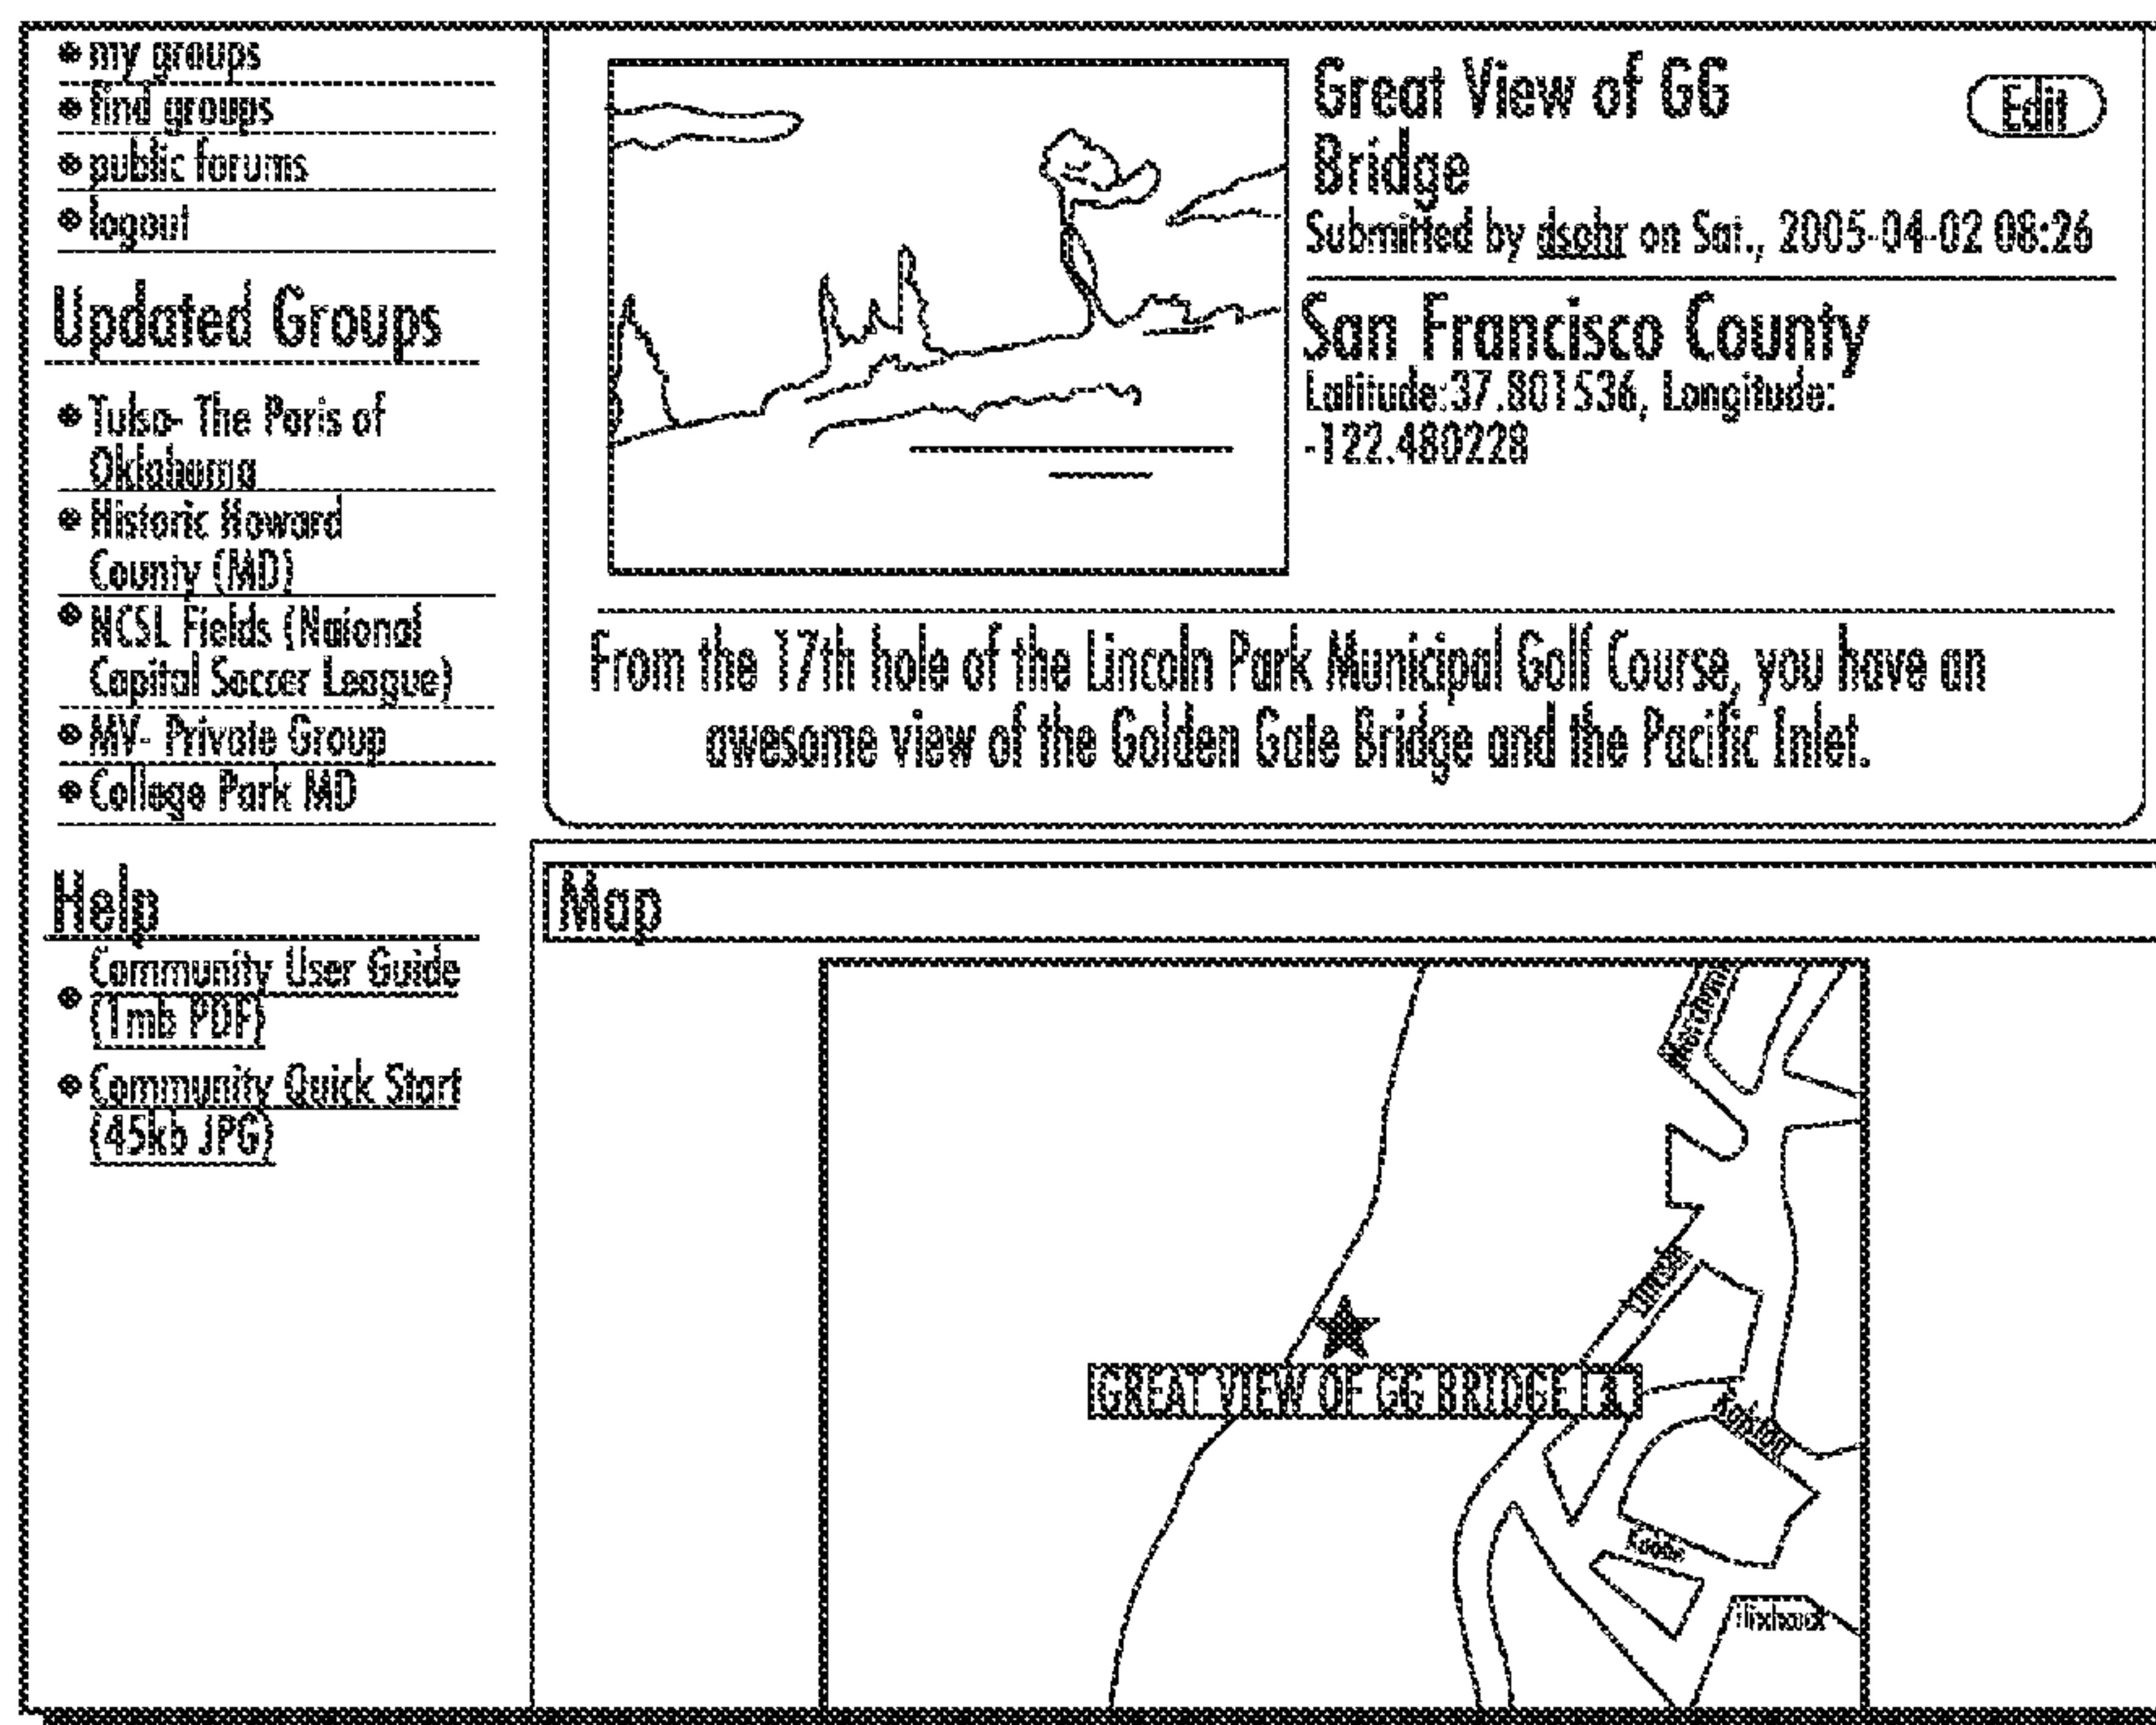 my groups
find groups
public forums
logout
Updated Groups
Tulsa- The Paris of
Oklahoma
Historic Howard
County (MD)
NCSL Fields (Naional
Capital Soccer League)
MV- Private Group
College Park MD
Help
Community User Guide
(1mb PDF)
Community Quick Start
(45kb JPG)
Great View of GG
Bridge
Edit
Submitted by dsohr on Sat., 2005-04-02 08:26
San Francisco County
Latitude:37.801536, Longitude:
-122.480228
From the 17th hole of the Lincoln Park Municipal Golf Course, you have an
awesome view of the Golden Gate Bridge and the Pacific Inlet.
Map
Merchant
Lincoln
GREAT VIEW OF GG BRIDGE
Ralston